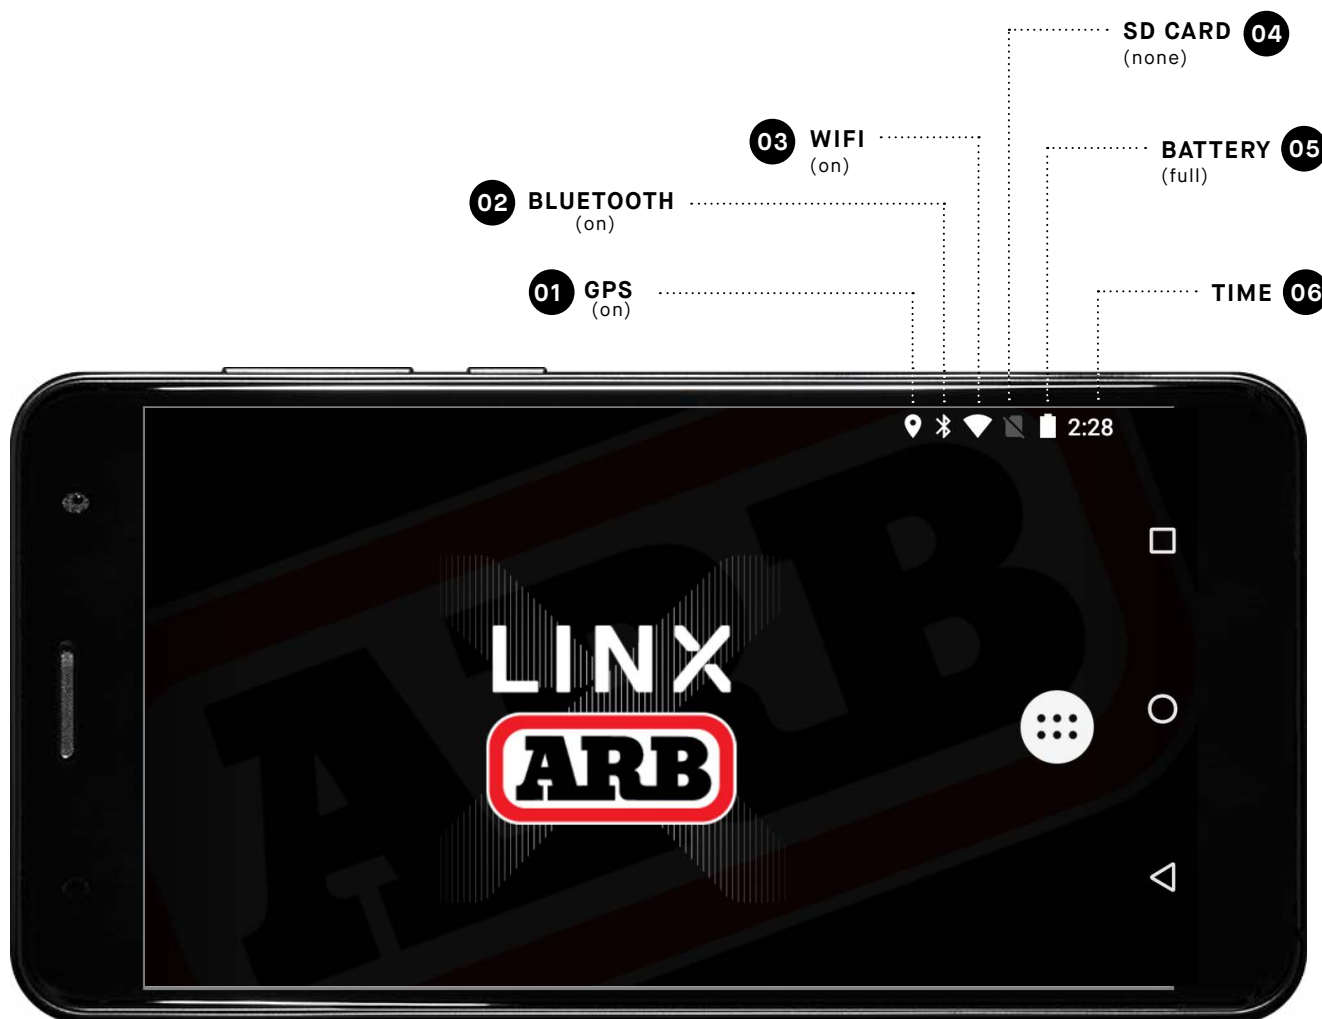 SD CARD 04
(none)
03 WIFI
(on)
BATTERY 05
(full)
02 BLUETOOTH
(on)
01 GPS
(on)
TIME 06
2:28
ARB
LINX
ARB